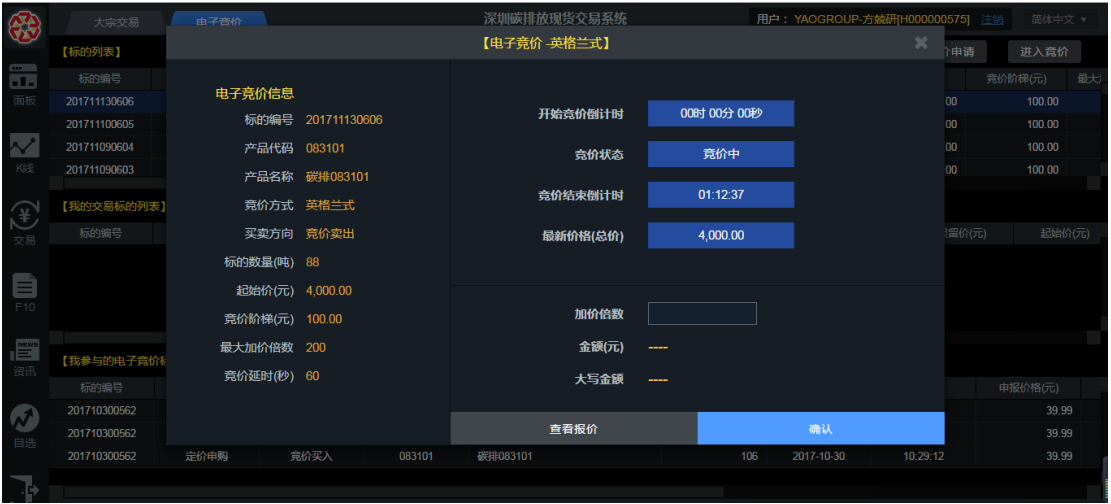 大宗交易
电子竞价
深圳碳排放现货交易系统
用户：YAOGROUP-方兢研[H000000575] 注销 简体中文
【标的列表】
【电子竞价 -英格兰式】
价申请 进入竞价
标的编号 竞价阶梯(元) 最大
面板
201711130606 00 100.00
201711100605 00 100.00
201711090604 00 100.00
201711090603 00 100.00
K线
【我的交易标的列表】
标的编号 保留价(元) 起始价(元)
交易
F10
NEWS
资讯
【我参与的电子竞价标
标的编号 申报价格(元)
201710300562 39.99
201710300562 39.99
201710300562 定价申购 竞价买入 083101 碳排083101 106 2017-10-30 10:29:12 39.99
自选
电子竞价信息
标的编号 201711130606
产品代码 083101
产品名称 碳排083101
竞价方式 英格兰式
买卖方向 竞价卖出
标的数量(吨) 88
起始价(元) 4,000.00
竞价阶梯(元) 100.00
最大加价倍数 200
竞价延时(秒) 60
开始竞价倒计时 00时 00分 00秒
竞价状态 竞价中
竞价结束倒计时 01:12:37
最新价格(总价) 4,000.00
加价倍数
金额(元) ----
大写金额 ----
查看报价 确认